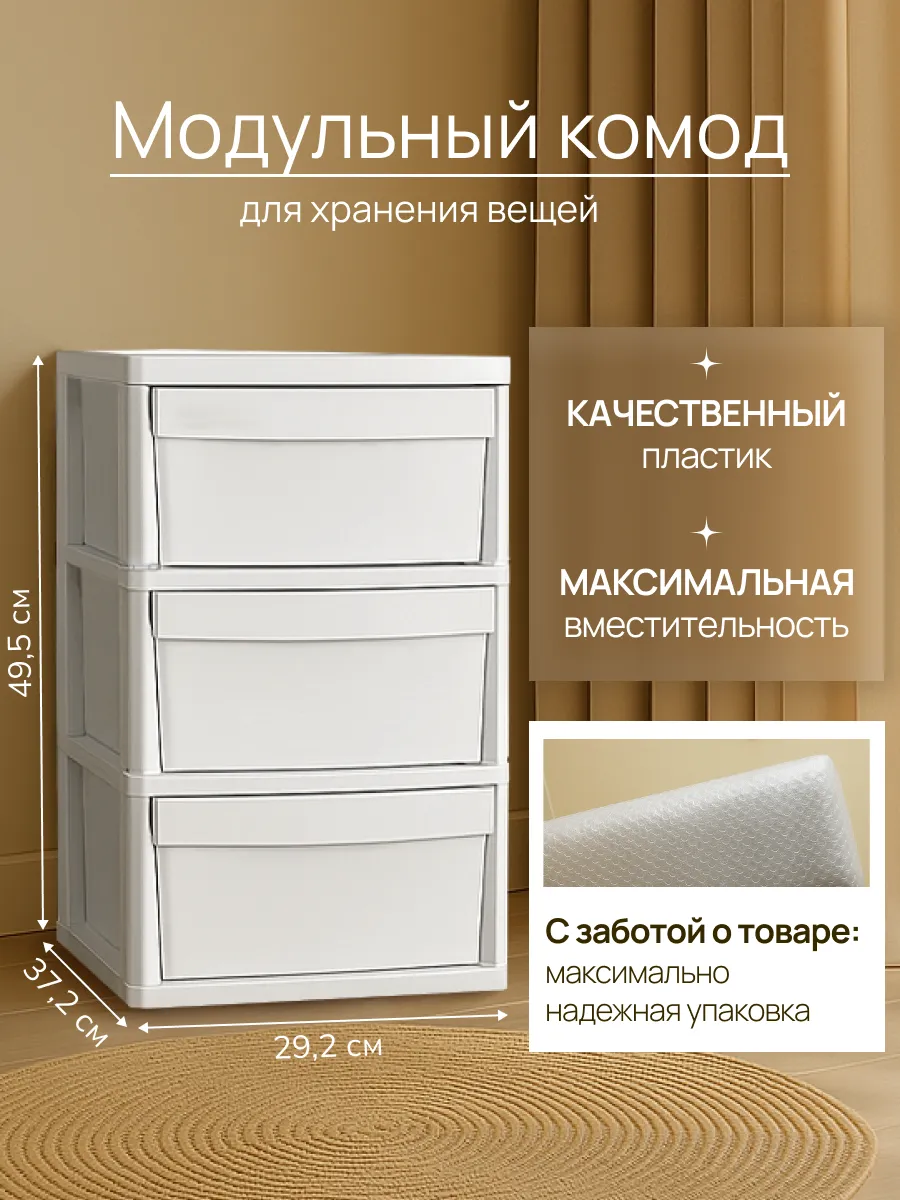 Модульный комод
для хранения вещей
КАЧЕСТВЕННЫЙ
пластик
МАКСИМАЛЬНАЯ
вместительность
49,5 см
37,2 см
29,2 см
С заботой о товаре:
максимально
надежная упаковка